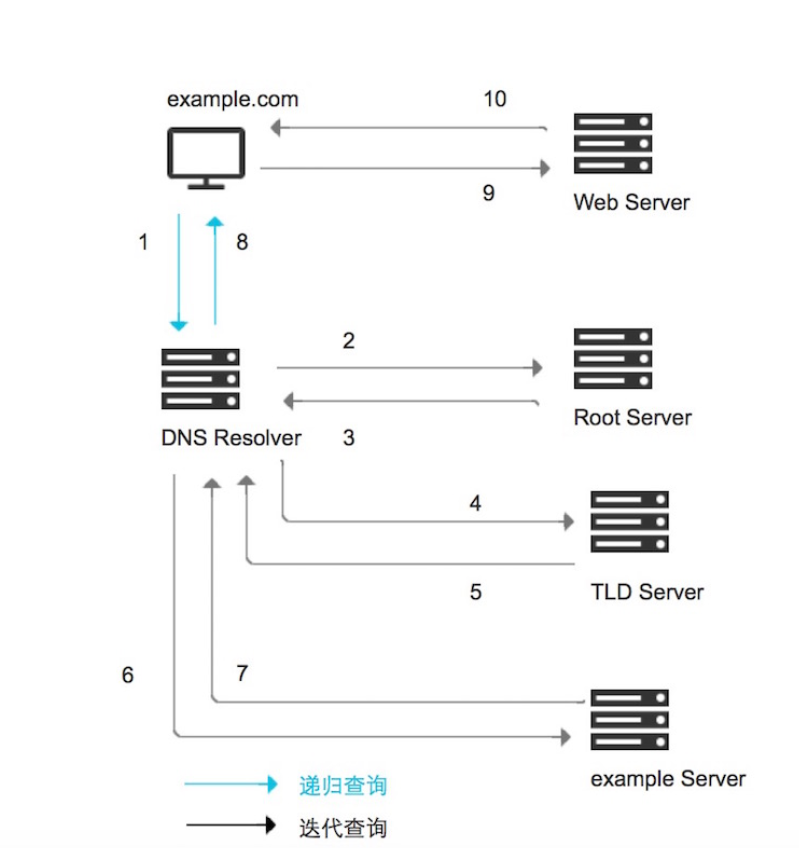 example.com
10
9
Web Server
1
8
2
Root Server
DNS Resolver
3
4
5
TLD Server
6
7
example Server
递归查询
迭代查询